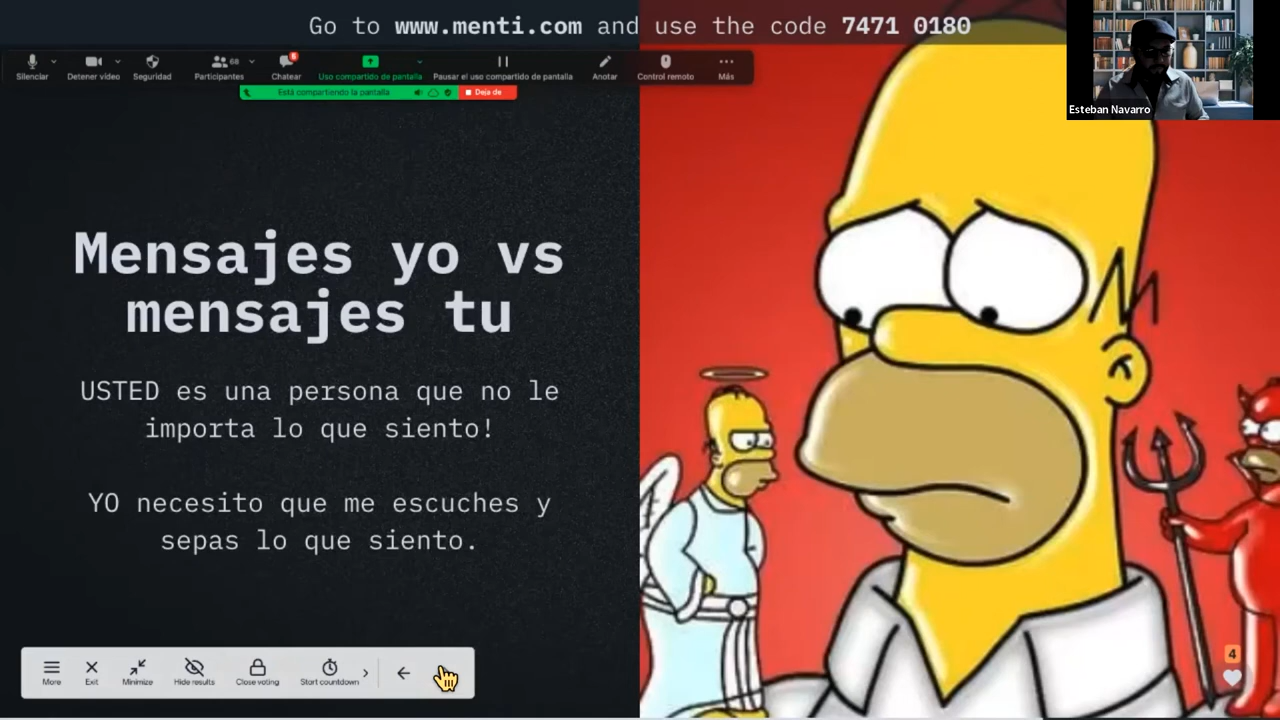 Go to www.menti.com and use the code 7471 0180
Silenciar
Detener video
Seguridad
Participantes
68
Chatear
Uso compartido de pantalla
Pausar el uso compartido de pantalla
Anotar
Control remoto
Más
Está compartiendo la pantalla
Deja de
Esteban Navarro
Mensajes yo vs
mensajes tu
USTED es una persona que no le
importa lo que siento!
YO necesito que me escuches y
sepas lo que siento.
4
More
Exit
Minimize
Hide results
Close voting
Start countdown